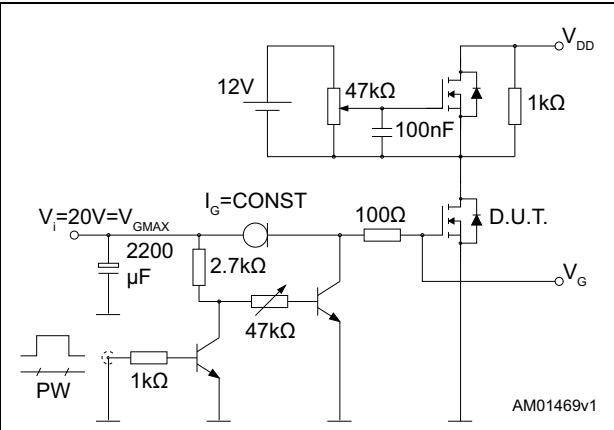 V_DD
12V
47kΩ
100nF
1kΩ
I_G=CONST
V_i=20V=V_GMAX
100Ω
D.U.T.
2200
μF
2.7kΩ
V_G
47kΩ
1kΩ
PW
AM01469v1